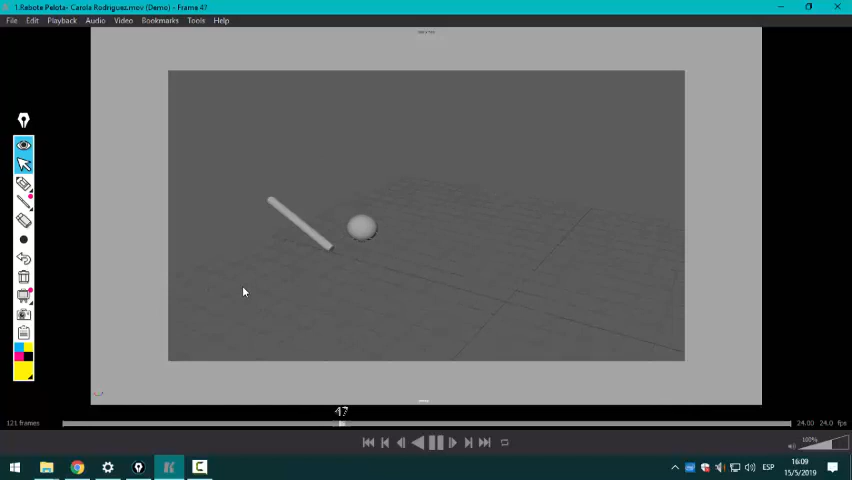 1.Rebote Pelota- Carola Rodriguez.mov (Demo) - Frame 47
File Edit Playback Audio Video Bookmarks Tools Help
47
121 frames
24.00 24.0 fps
100%
ESP
16:09
15/5/2019